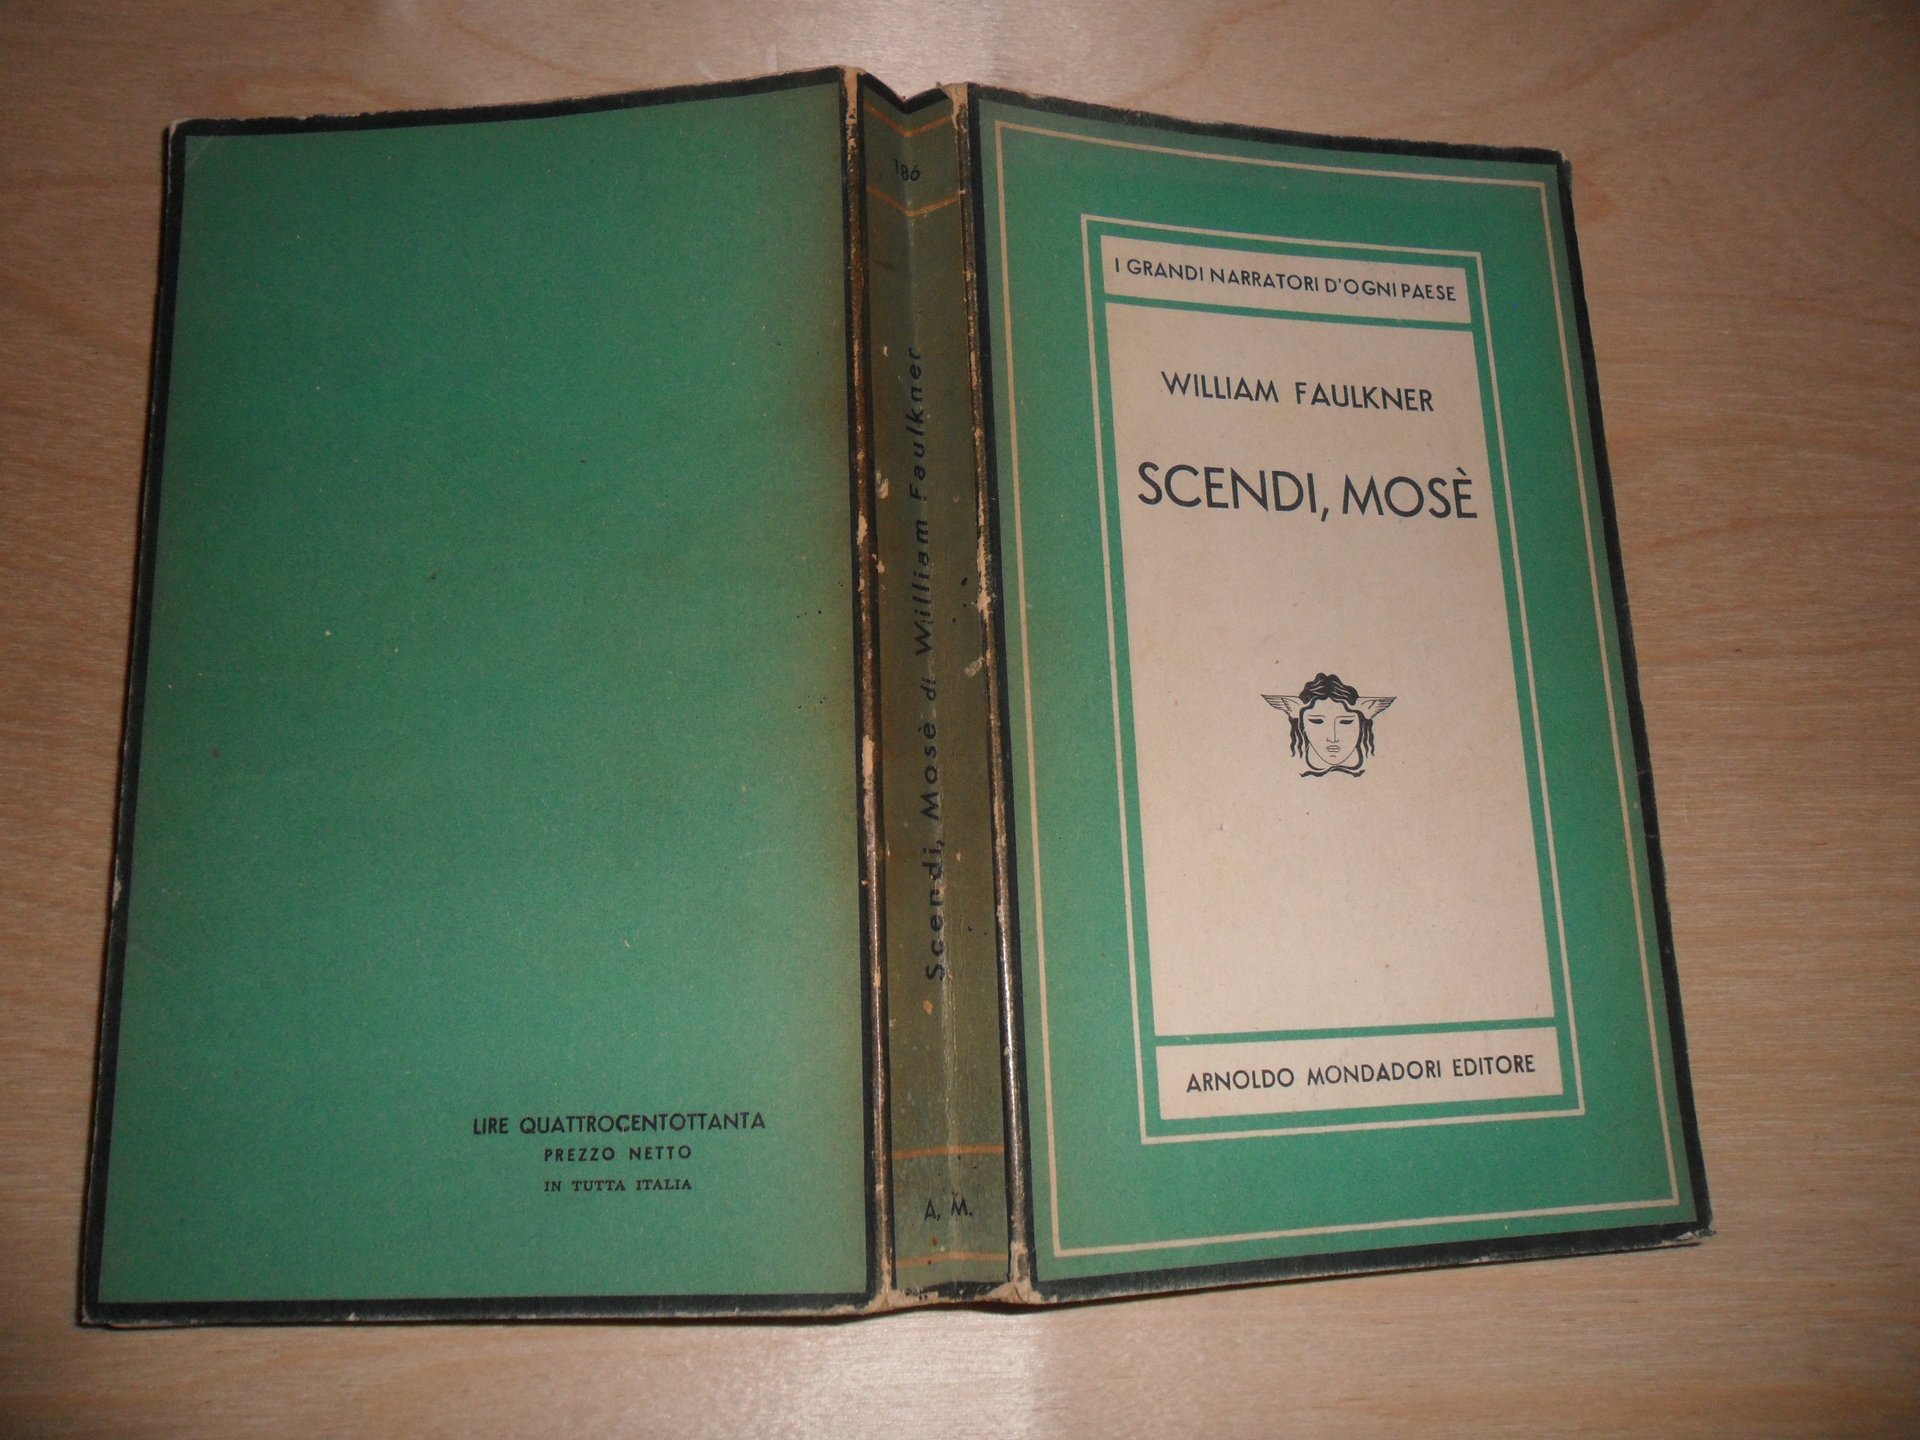 LIRE QUATTROCENTOTTANTA
PREZZO NETTO
IN TUTTA ITALIA
186
Scendi, Mosè di William Faulkner
A. M.
I GRANDI NARRATORI D'OGNI PAESE
WILLIAM FAULKNER
SCENDI, MOSÈ
ARNOLDO MONDADORI EDITORE